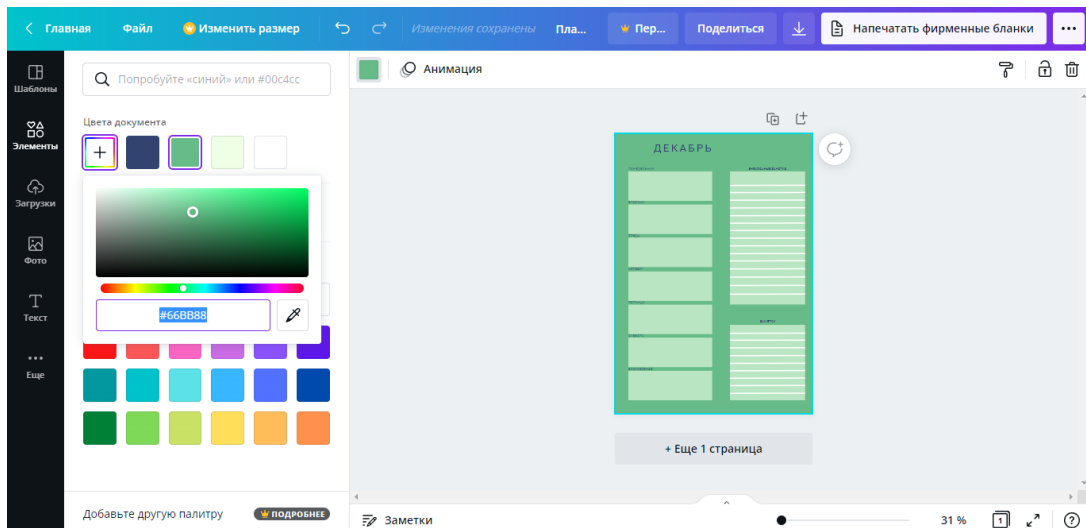 Главная
Файл
Изменить размер
Изменения сохранены
Пла...
Пер...
Поделиться
Напечатать фирменные бланки
Шаблоны
Элементы
Загрузки
Фото
Текст
Еще
Попробуйте «синий» или #00c4cc
Цвета документа
#66BB88
Добавьте другую палитру
ПОДРОБНЕЕ
Анимация
ДЕКАБРЬ
+ Еще 1 страница
Заметки
31 %
1